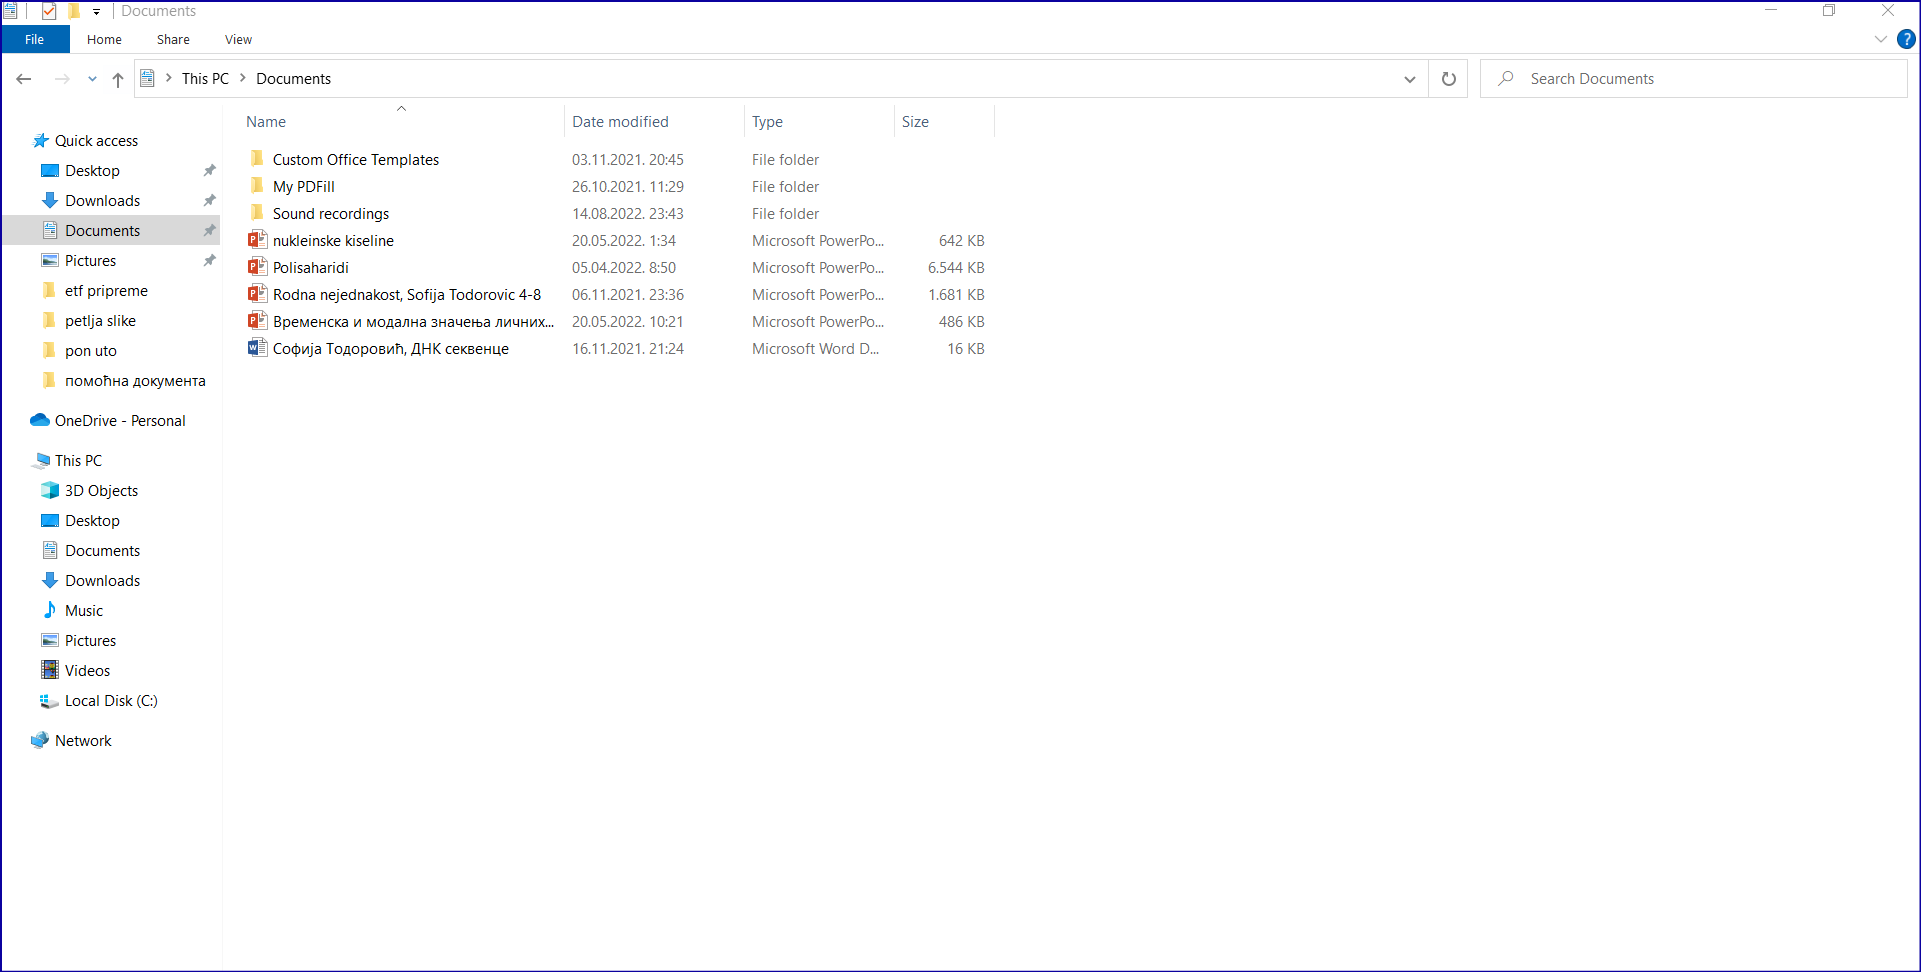 Documents
File Home Share View
This PC Documents
Search Documents
Name Date modified Type Size
Quick access
Desktop
Downloads
Documents
Pictures
etf pripreme
petlja slike
pon uto
помоћна документа
OneDrive - Personal
This PC
3D Objects
Desktop
Documents
Downloads
Music
Pictures
Videos
Local Disk (C:)
Network
Custom Office Templates 03.11.2021. 20:45 File folder
My PDFill 26.10.2021. 11:29 File folder
Sound recordings 14.08.2022. 23:43 File folder
nukleinske kiseline 20.05.2022. 1:34 Microsoft PowerPo... 642 KB
Polisaharidi 05.04.2022. 8:50 Microsoft PowerPo... 6.544 KB
Rodna nejednakost, Sofija Todorovic 4-8 06.11.2021. 23:36 Microsoft PowerPo... 1.681 KB
Временска и модална значења личних... 20.05.2022. 10:21 Microsoft PowerPo... 486 KB
Софија Тодоровић, ДНК секвенце 16.11.2021. 21:24 Microsoft Word D... 16 KB